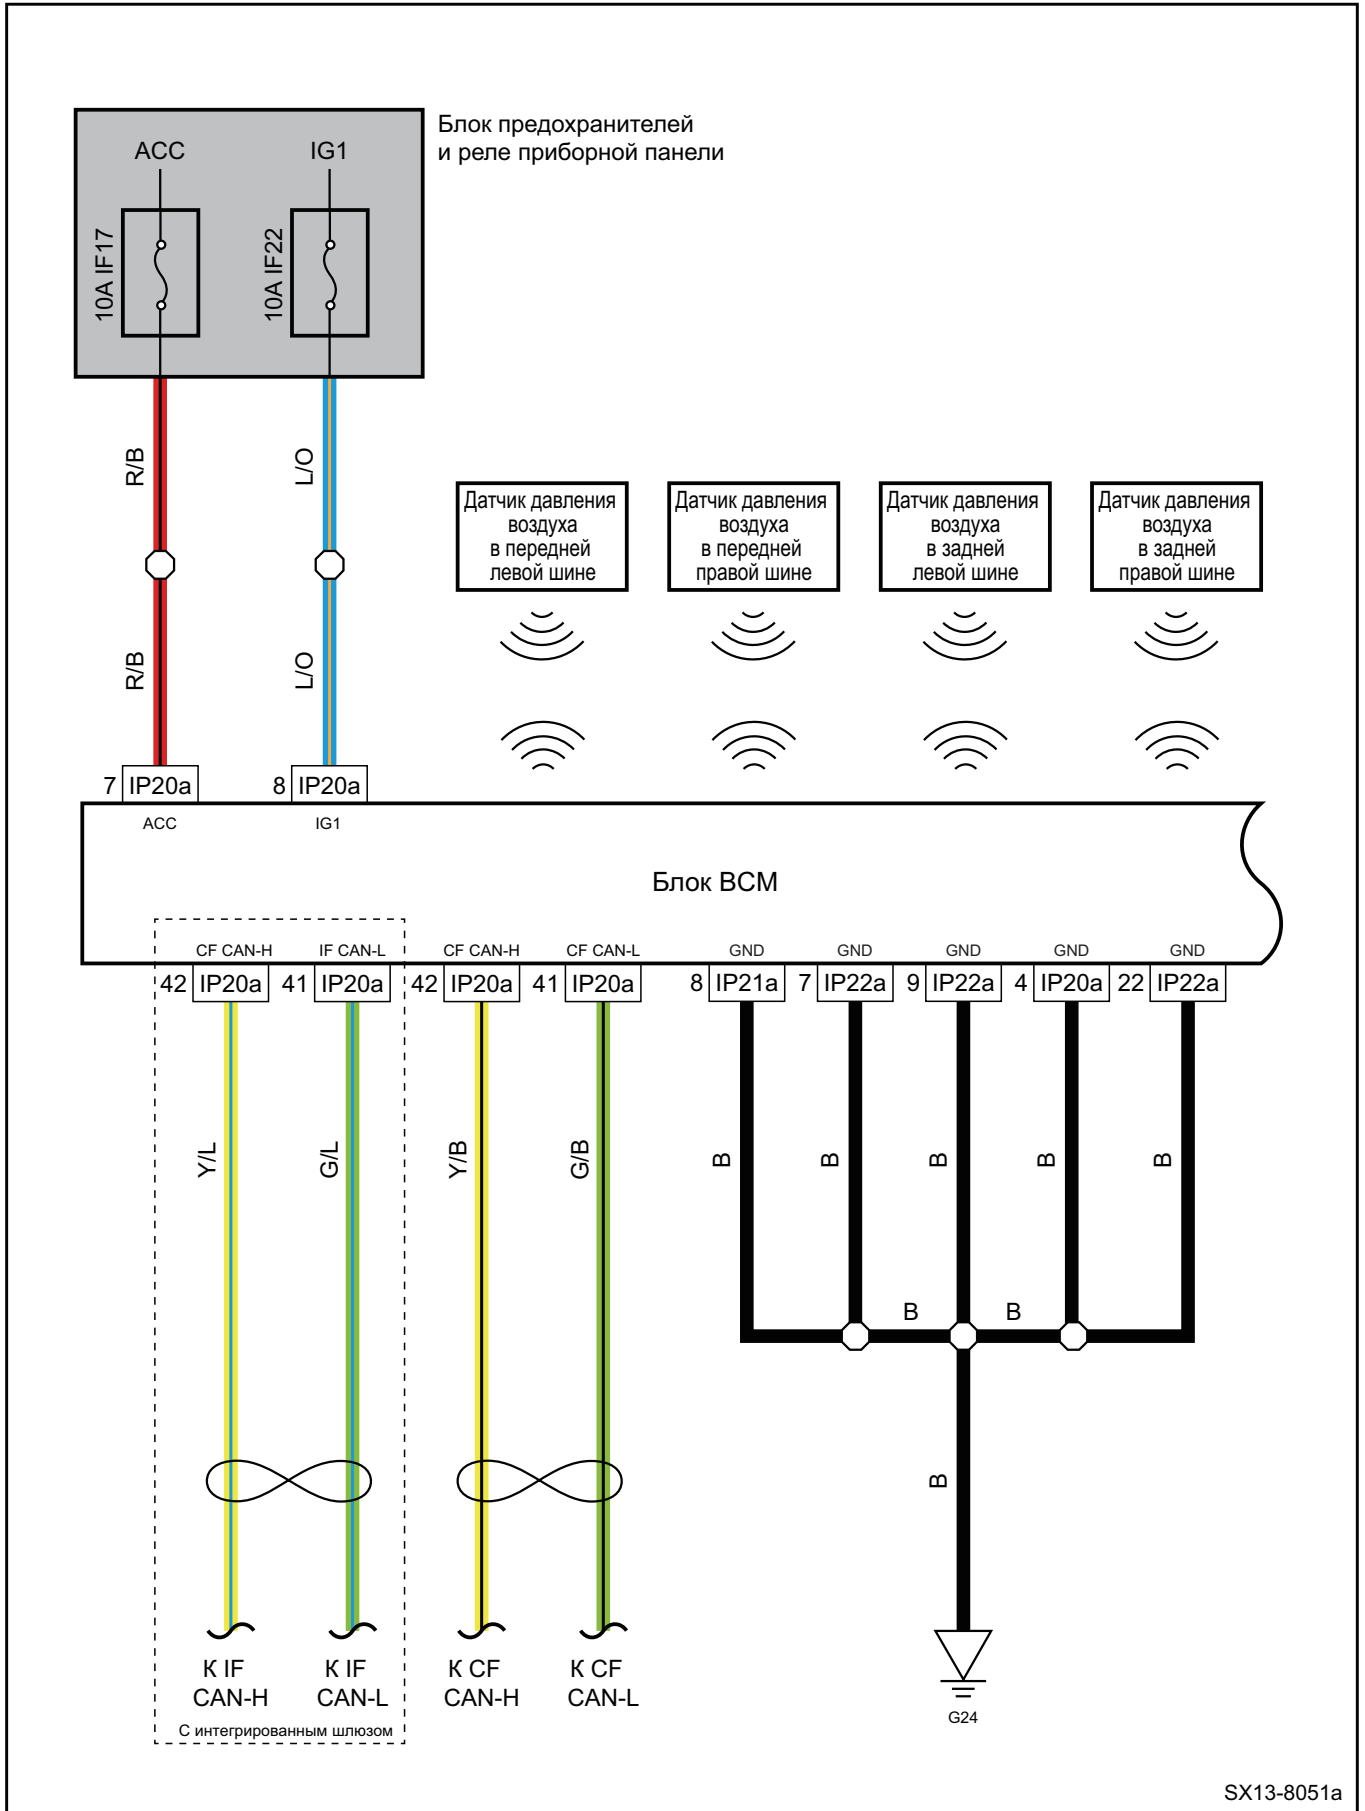 Блок предохранителей
и реле приборной панели
ACC
IG1
10A IF17
10A IF22
R/B
L/O
Датчик давления
воздуха
в передней
левой шине
Датчик давления
воздуха
в передней
правой шине
Датчик давления
воздуха
в задней
левой шине
Датчик давления
воздуха
в задней
правой шине
R/B
L/O
7 IP20a
8 IP20a
ACC
IG1
Блок BCM
CF CAN-H
IF CAN-L
CF CAN-H
CF CAN-L
GND
GND
GND
GND
GND
42 IP20a
41 IP20a
42 IP20a
41 IP20a
8 IP21a
7 IP22a
9 IP22a
4 IP20a
22 IP22a
Y/L
G/L
Y/B
G/B
B
B
B
B
B
B
B
B
К IF
CAN-H
К IF
CAN-L
К CF
CAN-H
К CF
CAN-L
С интегрированным шлюзом
G24
SX13-8051a